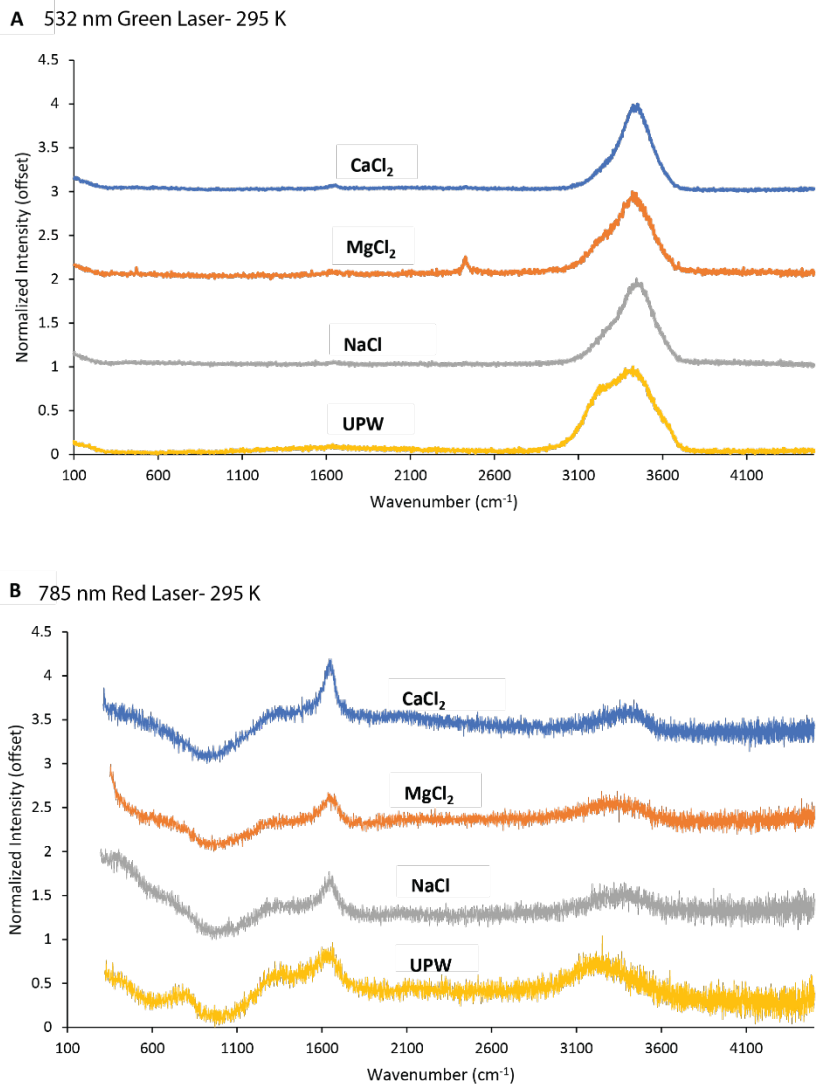 A 532 nm Green Laser- 295 K
4.5
4
3.5
3
2.5
2
1.5
1
0.5
0
Normalized Intensity (offset)
CaCl₂
MgCl₂
NaCl
UPW
100 600 1100 1600 2100 2600 3100 3600 4100
Wavenumber (cm⁻¹)
B 785 nm Red Laser- 295 K
4.5
4
3.5
3
2.5
2
1.5
1
0.5
0
Normalized Intensity (offset)
CaCl₂
MgCl₂
NaCl
UPW
100 600 1100 1600 2100 2600 3100 3600 4100
Wavenumber (cm⁻¹)